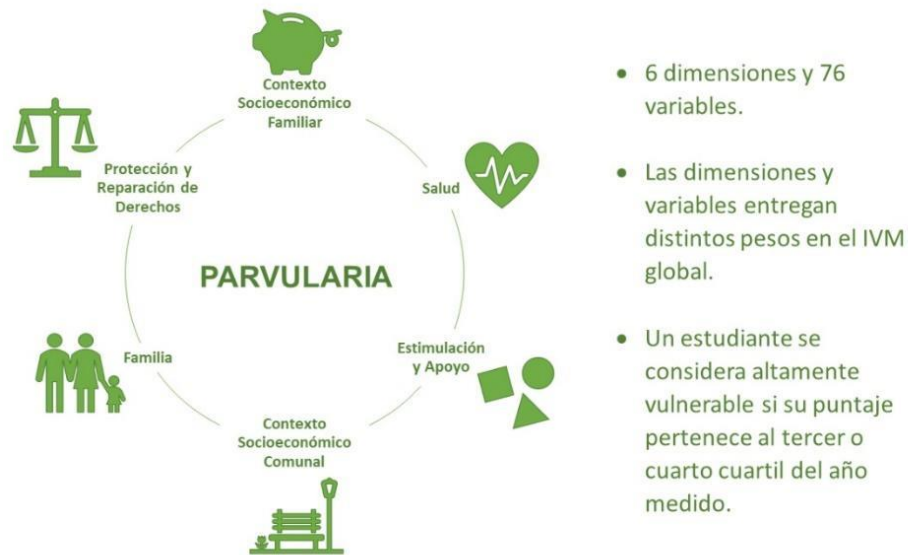 Contexto
Socioeconómico
Familiar
Protección y
Reparación de
Derechos
Salud
PARVULARIA
Familia
Estimulación
y Apoyo
Contexto
Socioeconómico
Comunal
• 6 dimensiones y 76
variables.
• Las dimensiones y
variables entregan
distintos pesos en el IVM
global.
• Un estudiante se
considera altamente
vulnerable si su puntaje
pertenece al tercer o
cuarto cuartil del año
medido.